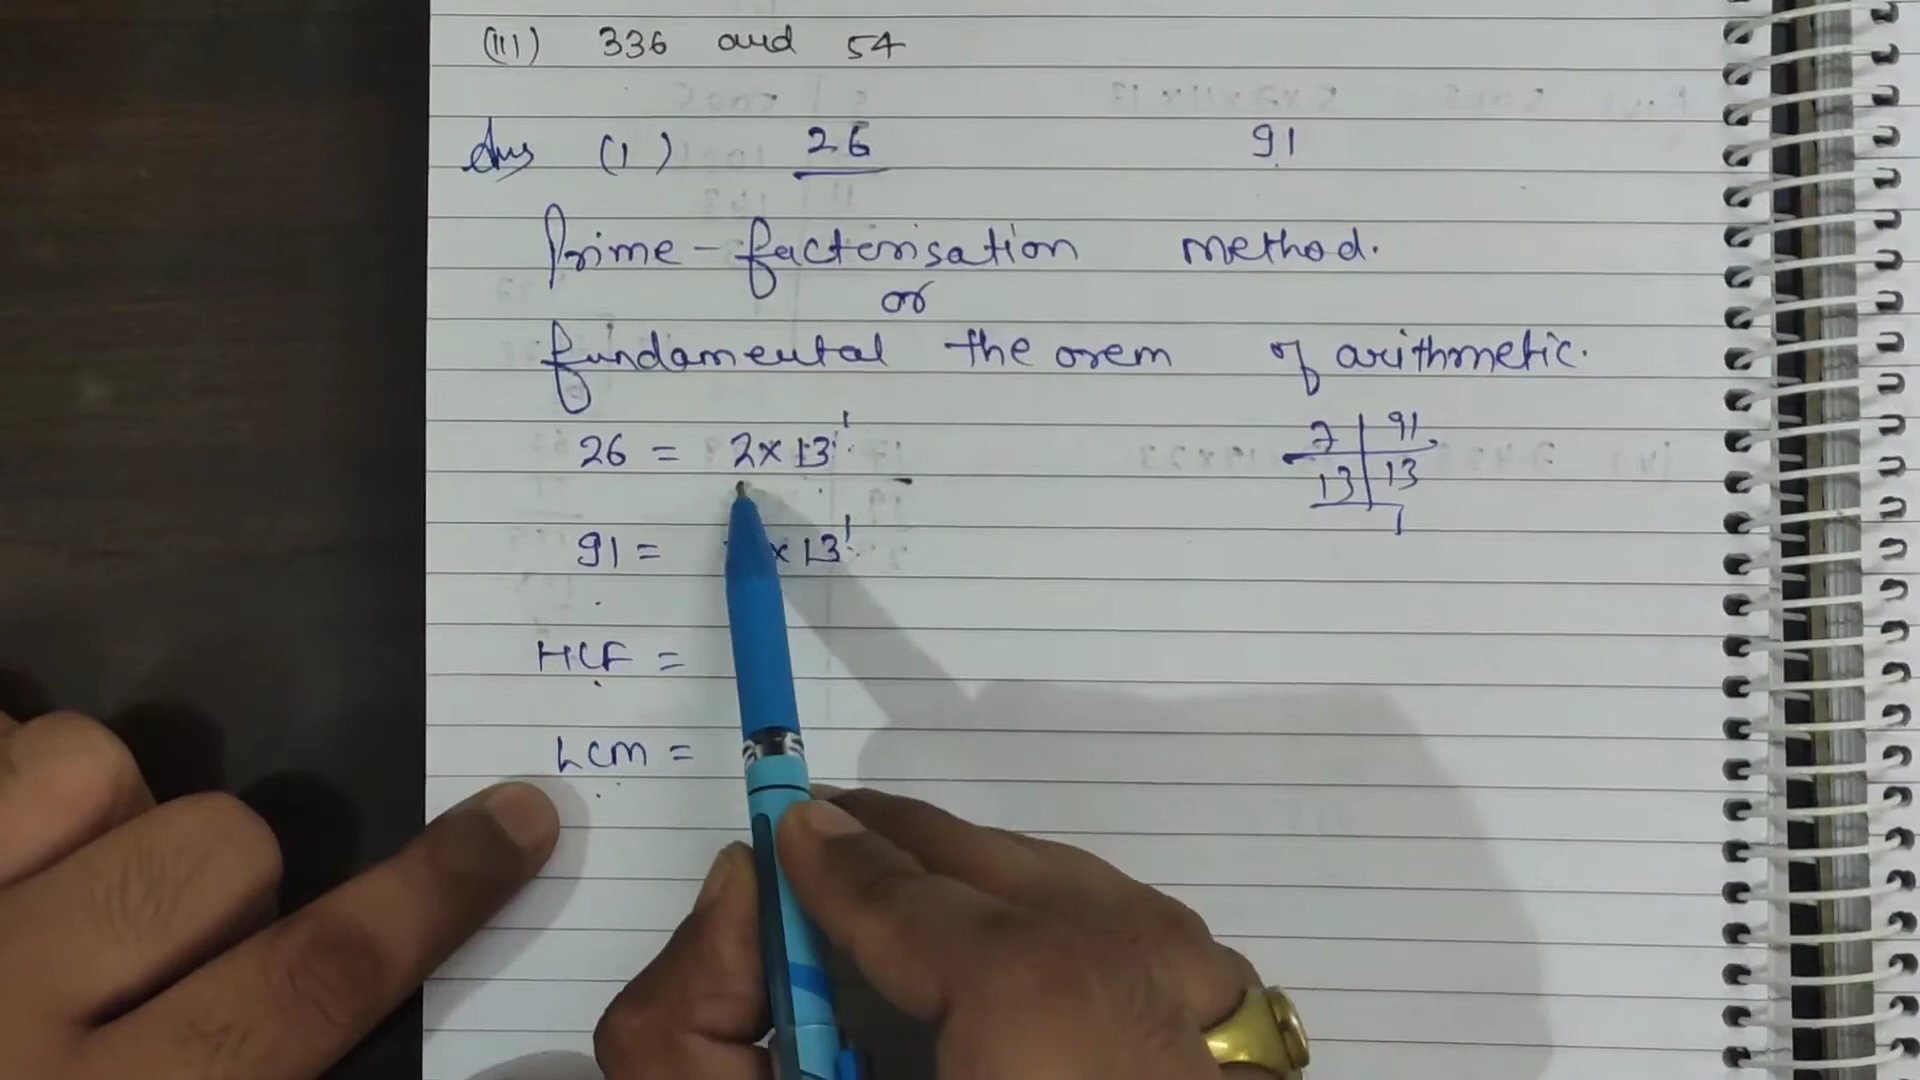 (III) 336 and 54
Ans (I) 26 91
Prime-factorisation method.
or
fundamental theorem of arithmetic.
26 = 2×13¹
7 | 91
13 | 13
1
91 = ×13¹
HCF =
LCM =